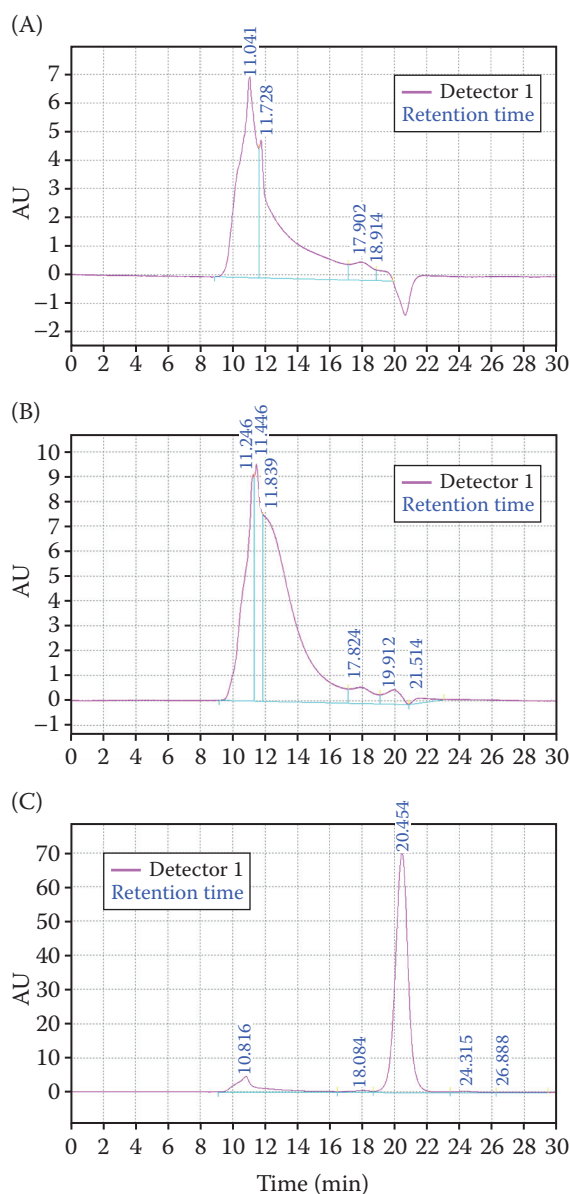 (A)
11.041
11.728
17.902
18.914
Detector 1
Retention time
AU
7
6
5
4
3
2
1
0
−1
−2
0 2 4 6 8 10 12 14 16 18 20 22 24 26 28 30
(B)
11.246
11.446
11.839
17.824
19.912
21.514
Detector 1
Retention time
AU
10
9
8
7
6
5
4
3
2
1
0
−1
0 2 4 6 8 10 12 14 16 18 20 22 24 26 28 30
(C)
10.816
18.084
20.454
24.315
26.888
Detector 1
Retention time
AU
70
60
50
40
30
20
10
0
0 2 4 6 8 10 12 14 16 18 20 22 24 26 28 30
Time (min)